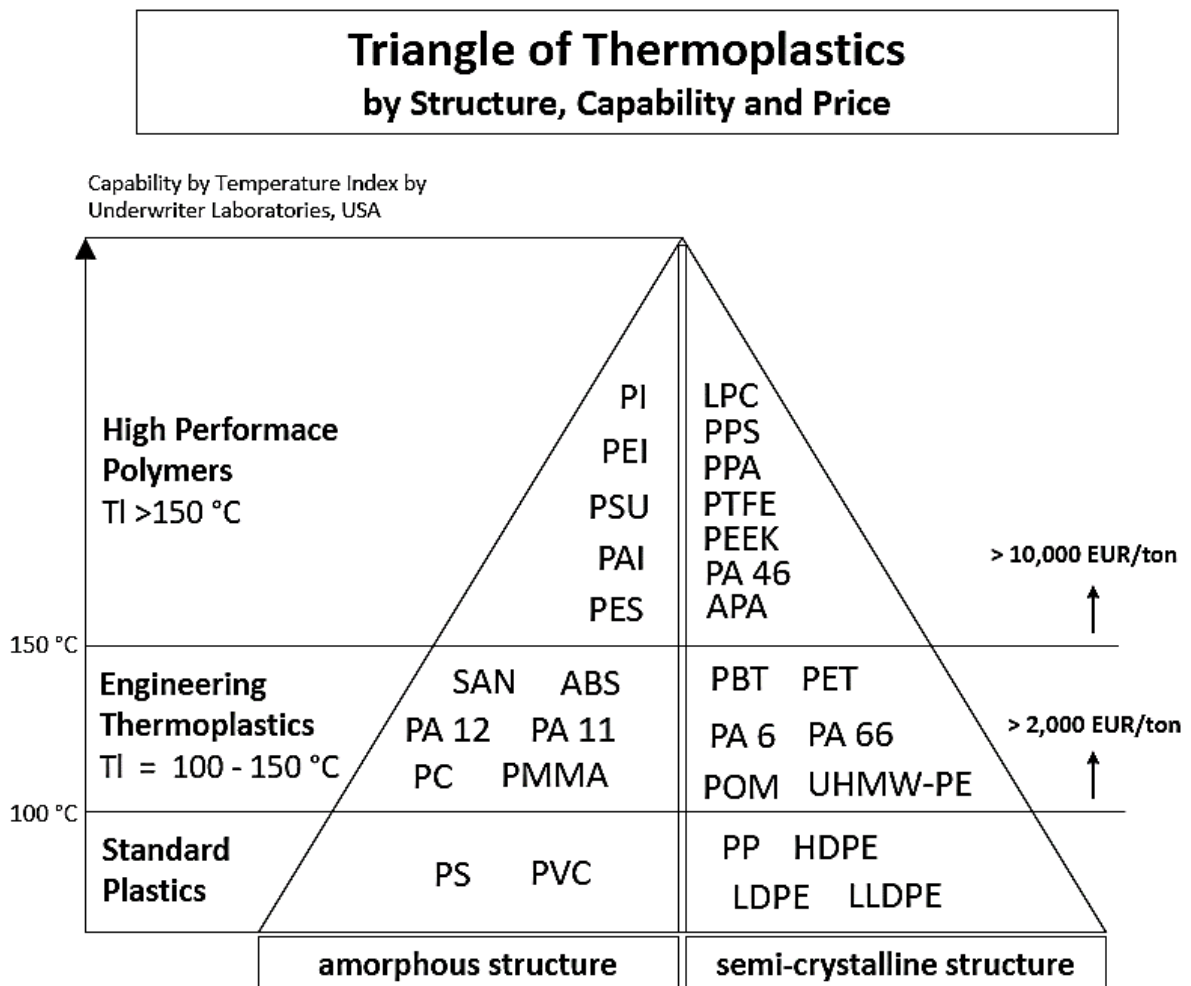 Triangle of Thermoplastics
by Structure, Capability and Price
Capability by Temperature Index by
Underwriter Laboratories, USA
High Performace
Polymers
Tl >150 °C
PI
PEI
PSU
PAI
PES
LPC
PPS
PPA
PTFE
PEEK
PA 46
APA
> 10,000 EUR/ton
150 °C
Engineering
Thermoplastics
Tl = 100 - 150 °C
SAN ABS
PA 12 PA 11
PC PMMA
PBT PET
PA 6 PA 66
POM UHMW-PE
> 2,000 EUR/ton
100 °C
Standard
Plastics
PS PVC
PP HDPE
LDPE LLDPE
amorphous structure
semi-crystalline structure